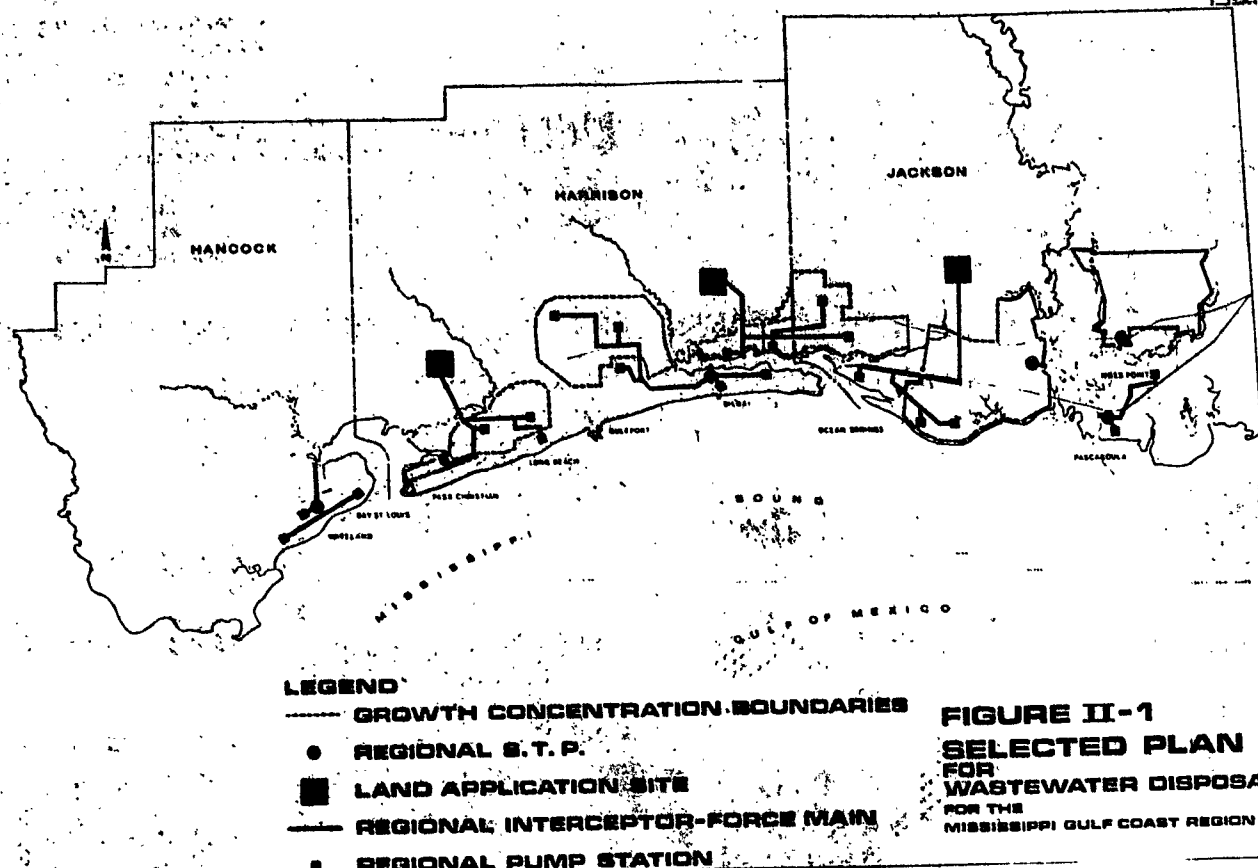 JACKSON
HARRISON
HANCOCK
N
MOSS POINT
BILOXI
OCEAN SPRINGS
GULFPORT
PASCAGOULA
LONG BEACH
PASS CHRISTIAN
BAY ST LOUIS
WAVELAND
MISSISSIPPI
SOUND
GULF OF MEXICO
LEGEND
GROWTH CONCENTRATION BOUNDARIES
REGIONAL S.T.P.
LAND APPLICATION SITE
REGIONAL INTERCEPTOR-FORCE MAIN
REGIONAL PUMP STATION
FIGURE II-1
SELECTED PLAN
FOR
WASTEWATER DISPOSA
FOR THE
MISSISSIPPI GULF COAST REGION